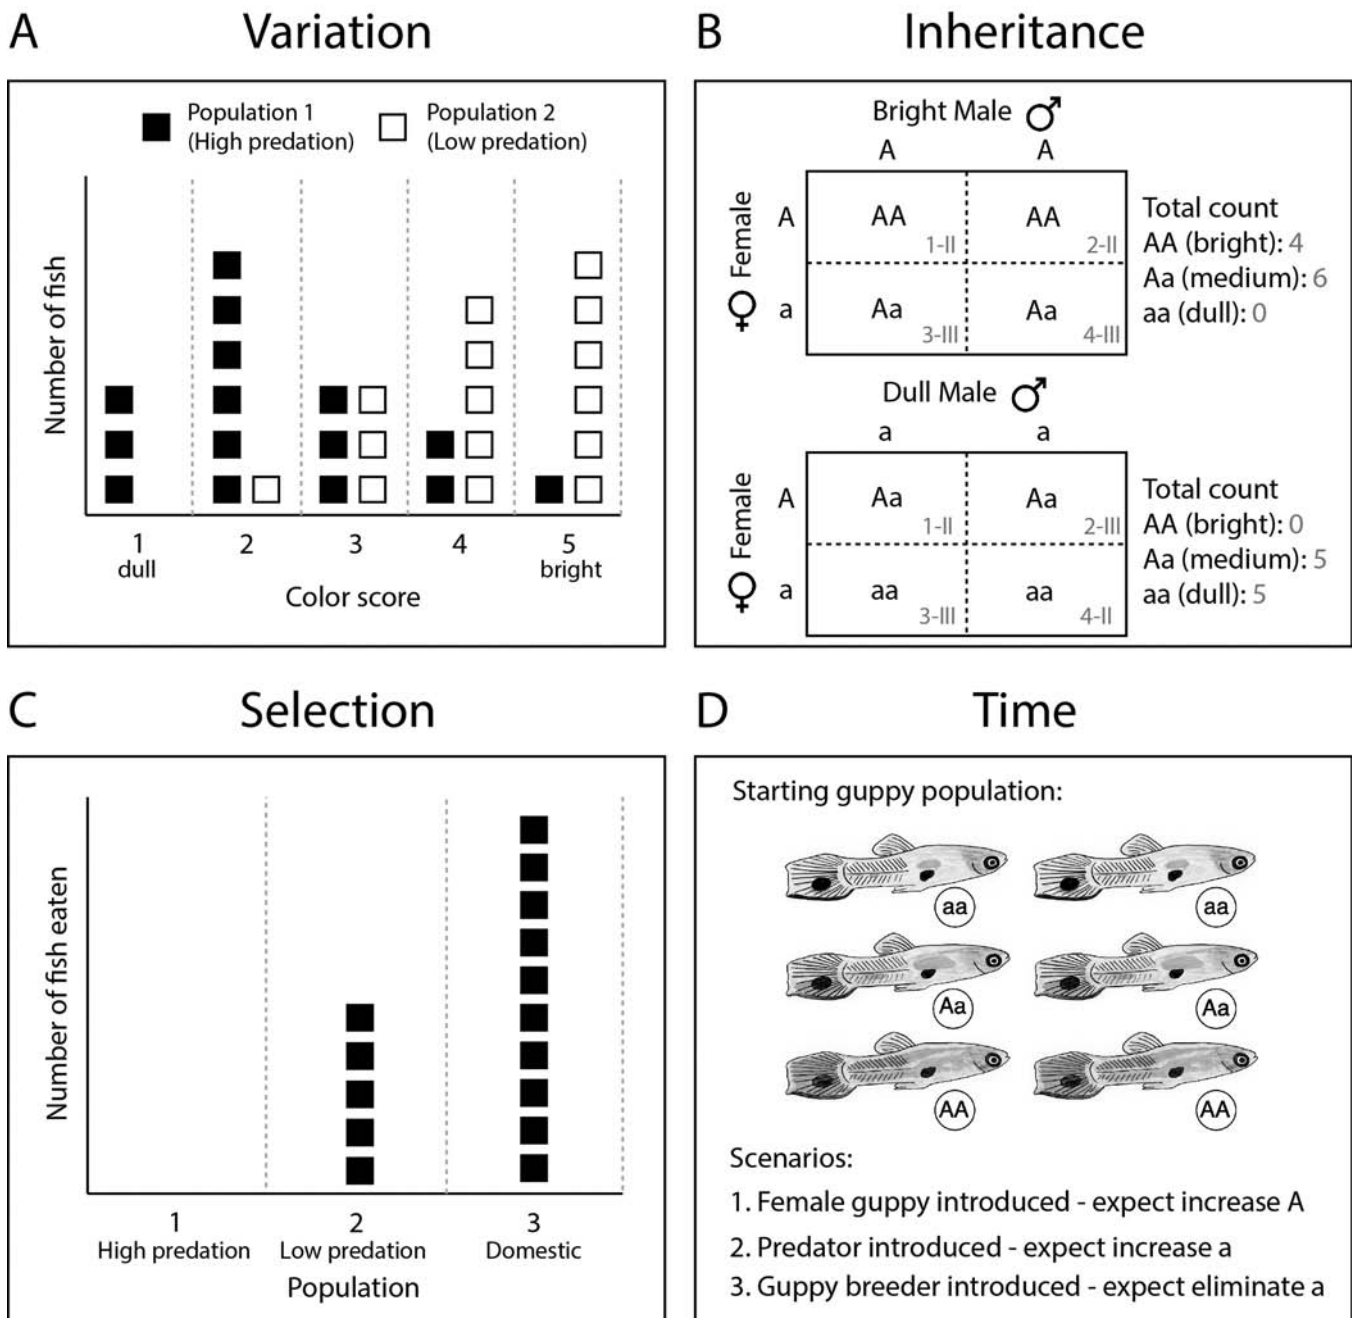 A Variation
Population 1
(High predation)
Population 2
(Low predation)
Number of fish
1
dull
2
3
4
5
bright
Color score
B Inheritance
Bright Male ♂
A A
♀ Female
A AA 1-II AA 2-II
a Aa 3-III Aa 4-III
Total count
AA (bright): 4
Aa (medium): 6
aa (dull): 0
Dull Male ♂
a a
♀ Female
A Aa 1-II Aa 2-III
a aa 3-III aa 4-II
Total count
AA (bright): 0
Aa (medium): 5
aa (dull): 5
C Selection
Number of fish eaten
1
High predation
2
Low predation
3
Domestic
Population
D Time
Starting guppy population:
aa aa
Aa Aa
AA AA
Scenarios:
1. Female guppy introduced - expect increase A
2. Predator introduced - expect increase a
3. Guppy breeder introduced - expect eliminate a